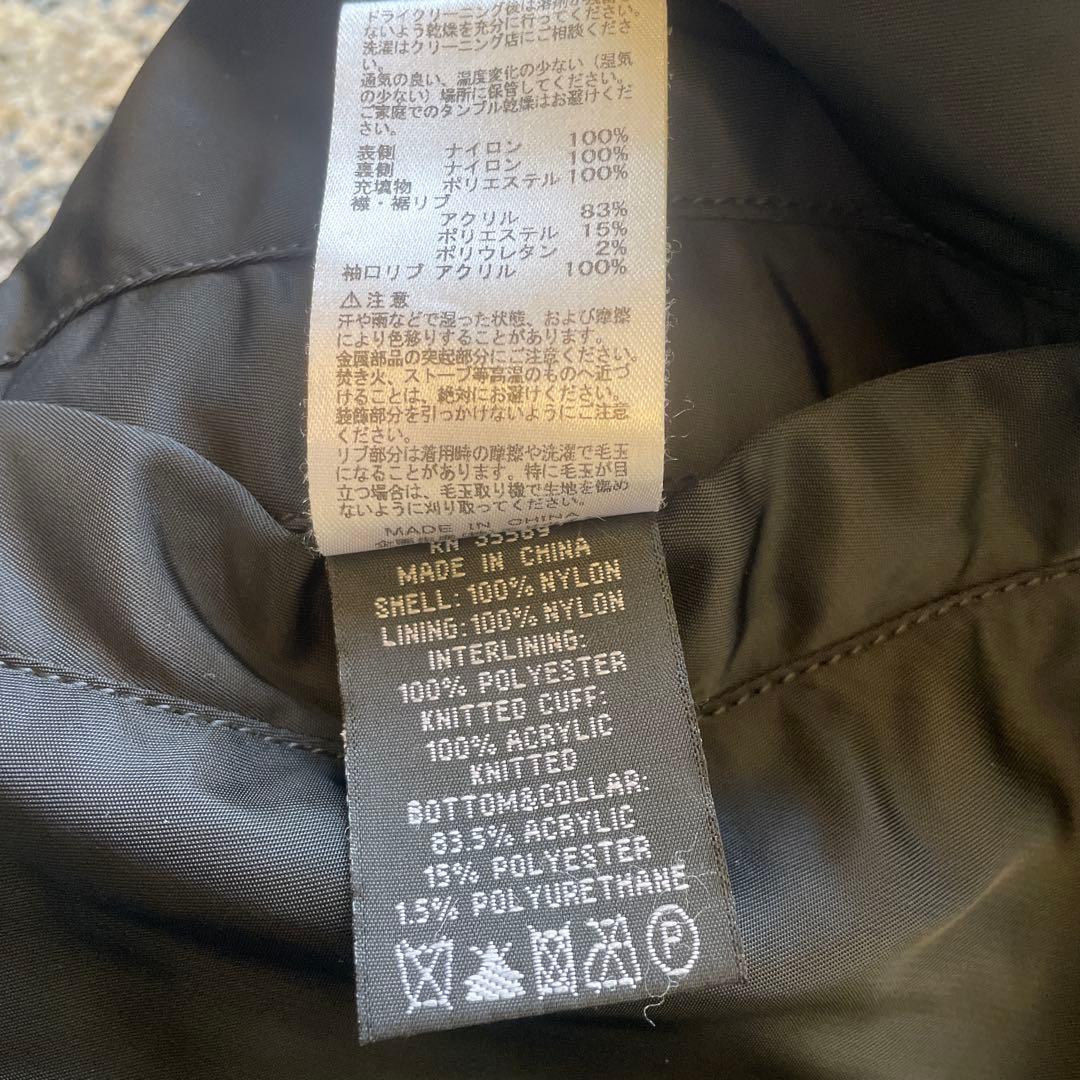 ドライクリーニング後は溶剤の
ないよう乾燥を充分に行ってください。
洗濯はクリーニング店にご相談くださ
い。
通気の良い、温度変化の少ない（湿気
の少ない）場所に保管してください。
ご家庭でのタンブル乾燥はお避けくだ
さい。
表側 ナイロン 100%
裏側 ナイロン 100%
充填物 ポリエステル 100%
襟・裾リブ
アクリル 83%
ポリエステル 15%
ポリウレタン 2%
袖口リブ アクリル 100%
⚠注意
汗や雨などで湿った状態、および摩擦
により色移りすることがあります。
金属部品の突起部分にご注意ください。
焚き火、ストーブ等高温のものへ近づ
けることは、絶対にお避けください。
装飾部分を引っかけないようにご注意
ください。
リブ部分は着用時の摩擦や洗濯で毛玉
になることがあります。特に毛玉が目
立つ場合は、毛玉取り機で生地を傷め
ないように刈り取ってください。
MADE IN CHINA
RN 35589
MADE IN CHINA
SHELL:100% NYLON
LINING:100% NYLON
INTERLINING:
100% POLYESTER
KNITTED CUFF:
100% ACRYLIC
KNITTED
BOTTOM&COLLAR:
83.5% ACRYLIC
15% POLYESTER
1.5% POLYURETHANE
P